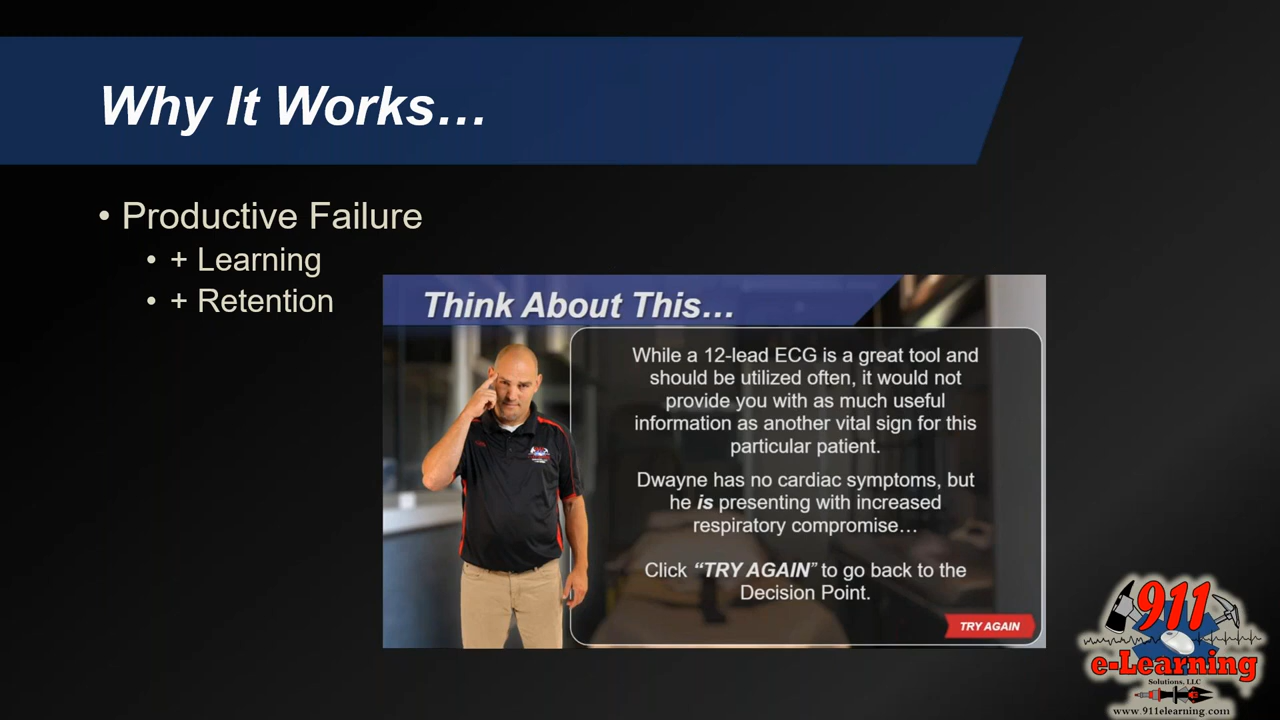 Why It Works…
• Productive Failure
• + Learning
• + Retention
Think About This…
While a 12-lead ECG is a great tool and
should be utilized often, it would not
provide you with as much useful
information as another vital sign for this
particular patient.
Dwayne has no cardiac symptoms, but
he is presenting with increased
respiratory compromise…
Click “TRY AGAIN” to go back to the
Decision Point.
TRY AGAIN
911
911
e-Learning
Solutions, LLC
www.911elearning.com